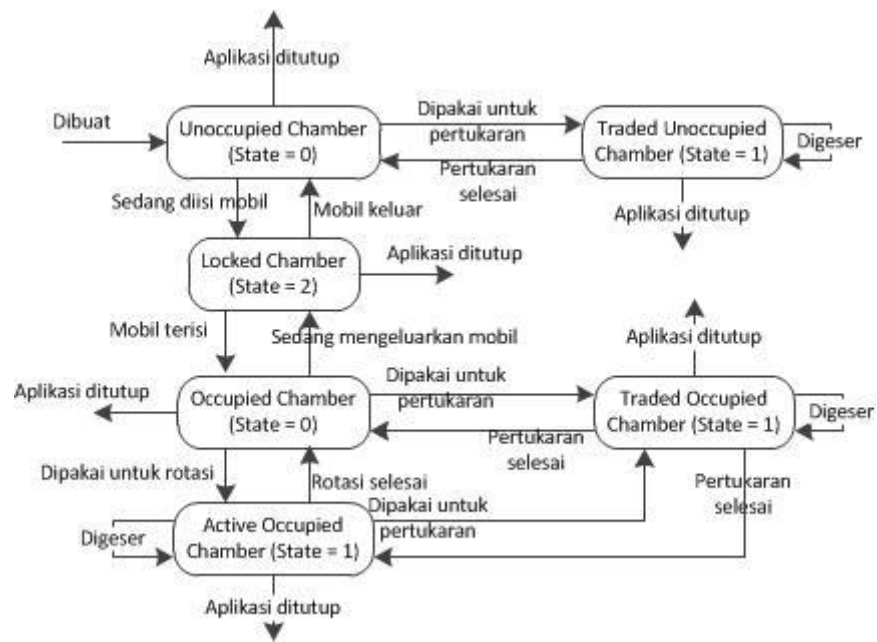 Aplikasi ditutup
Dibuat
Unoccupied Chamber
(State = 0)
Dipakai untuk
pertukaran
Traded Unoccupied
Chamber (State = 1)
Digeser
Pertukaran
selesai
Sedang diisi mobil
Mobil keluar
Aplikasi ditutup
Locked Chamber
(State = 2)
Aplikasi ditutup
Mobil terisi
Sedang mengeluarkan mobil
Aplikasi ditutup
Aplikasi ditutup
Occupied Chamber
(State = 0)
Dipakai untuk
pertukaran
Traded Occupied
Chamber (State = 1)
Digeser
Pertukaran
selesai
Dipakai untuk rotasi
Rotasi selesai
Pertukaran
selesai
Dipakai untuk
pertukaran
Digeser
Active Occupied
Chamber (State = 1)
Aplikasi ditutup